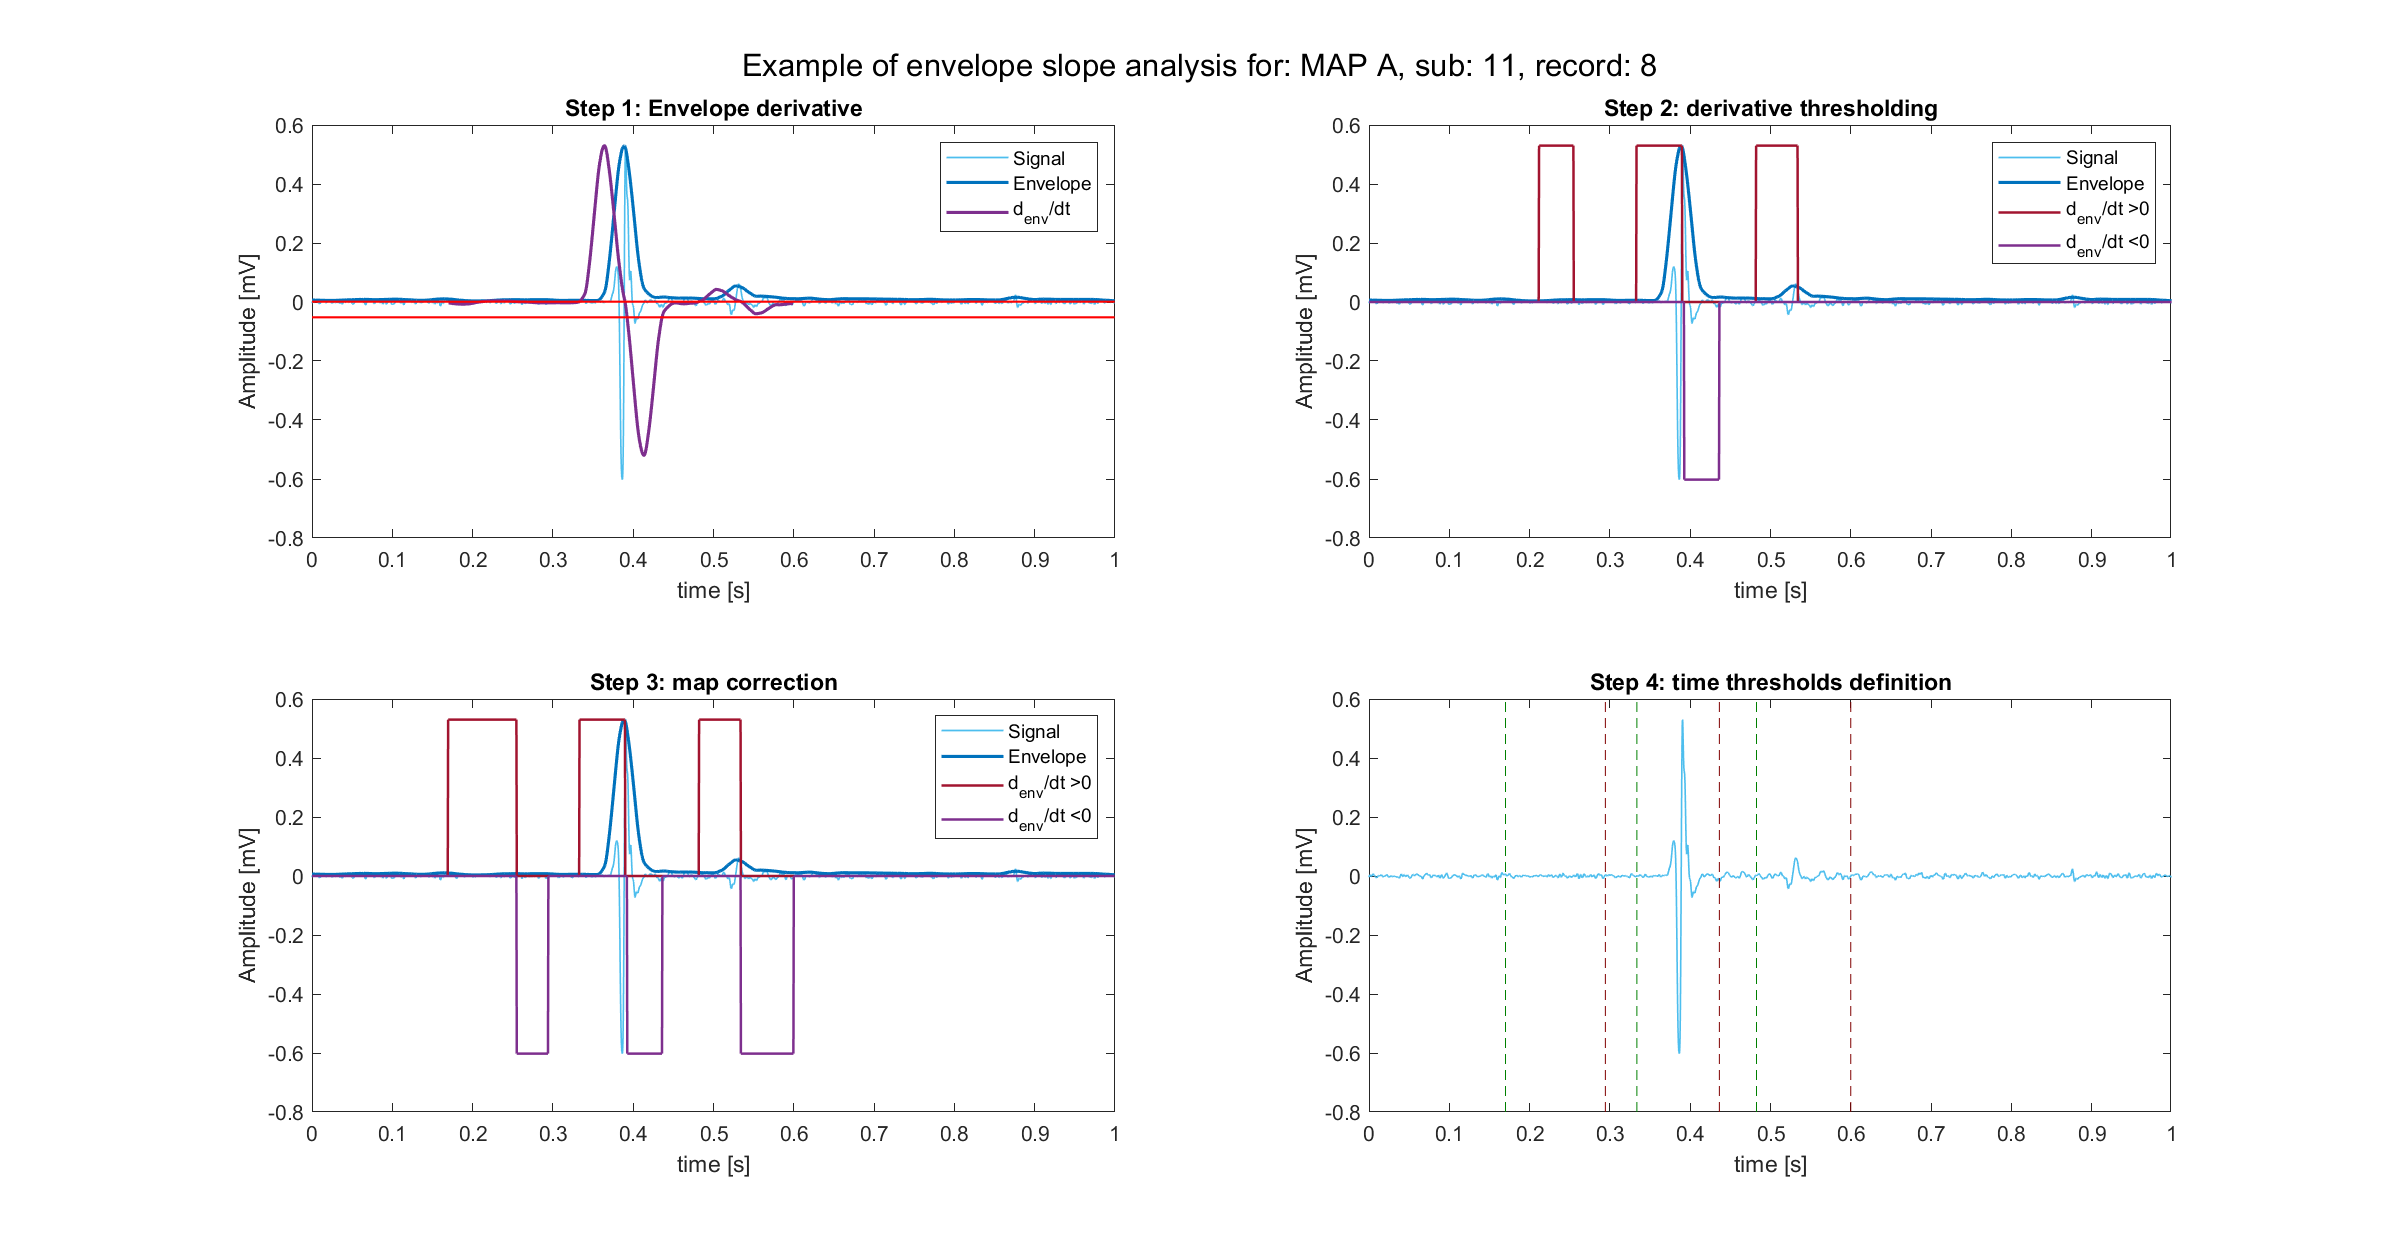 Example of envelope slope analysis for: MAP A, sub: 11, record: 8
Step 1: Envelope derivative
0.6
0.4
0.2
0
-0.2
-0.4
-0.6
-0.8
Amplitude [mV]
Signal
Envelope
d_env/dt
0 0.1 0.2 0.3 0.4 0.5 0.6 0.7 0.8 0.9 1
time [s]
Step 2: derivative thresholding
0.6
0.4
0.2
0
-0.2
-0.4
-0.6
-0.8
Amplitude [mV]
Signal
Envelope
d_env/dt >0
d_env/dt <0
0 0.1 0.2 0.3 0.4 0.5 0.6 0.7 0.8 0.9 1
time [s]
Step 3: map correction
0.6
0.4
0.2
0
-0.2
-0.4
-0.6
-0.8
Amplitude [mV]
Signal
Envelope
d_env/dt >0
d_env/dt <0
0 0.1 0.2 0.3 0.4 0.5 0.6 0.7 0.8 0.9 1
time [s]
Step 4: time thresholds definition
0.6
0.4
0.2
0
-0.2
-0.4
-0.6
-0.8
Amplitude [mV]
0 0.1 0.2 0.3 0.4 0.5 0.6 0.7 0.8 0.9 1
time [s]